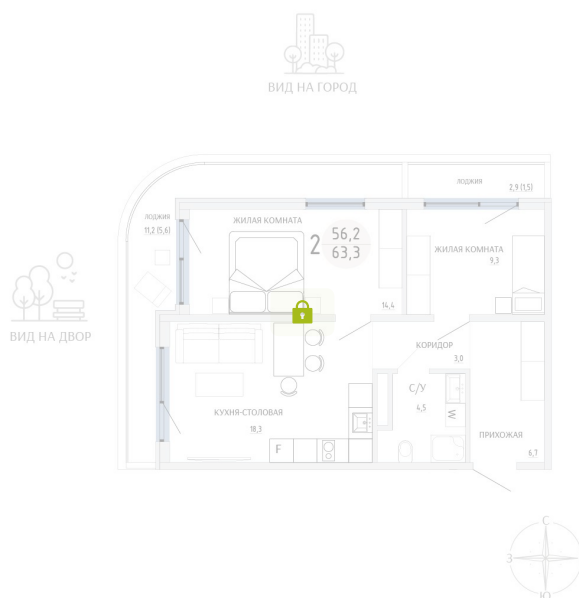 ВИД НА ГОРОД
ЛОДЖИЯ
2,9 (1,5)
ЛОДЖИЯ
11,2 (5,6)
ЖИЛАЯ КОМНАТА
2
56,2
63,3
14,4
ЖИЛАЯ КОМНАТА
9,3
ВИД НА ДВОР
КОРИДОР
3,0
С/У
4,5
W
КУХНЯ-СТОЛОВАЯ
18,3
F
ПРИХОЖАЯ
6,7
С
З
Ю